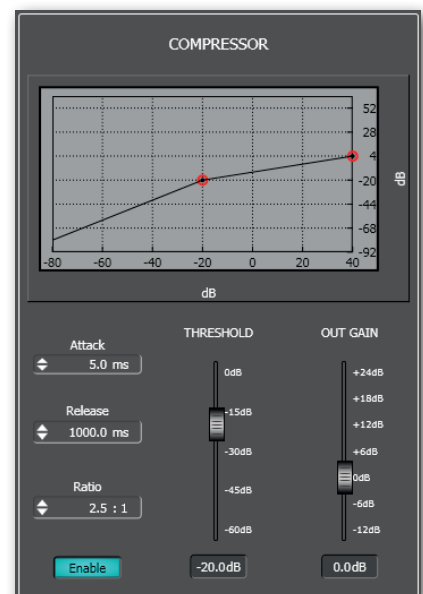 COMPRESSOR
52
28
4
-20
-44
-68
-92
dB
-80 -60 -40 -20 0 20 40
dB
Attack
5.0 ms
Release
1000.0 ms
Ratio
2.5 : 1
Enable
THRESHOLD
0dB
-15dB
-30dB
-45dB
-60dB
-20.0dB
OUT GAIN
+24dB
+18dB
+12dB
+6dB
0dB
-6dB
-12dB
0.0dB